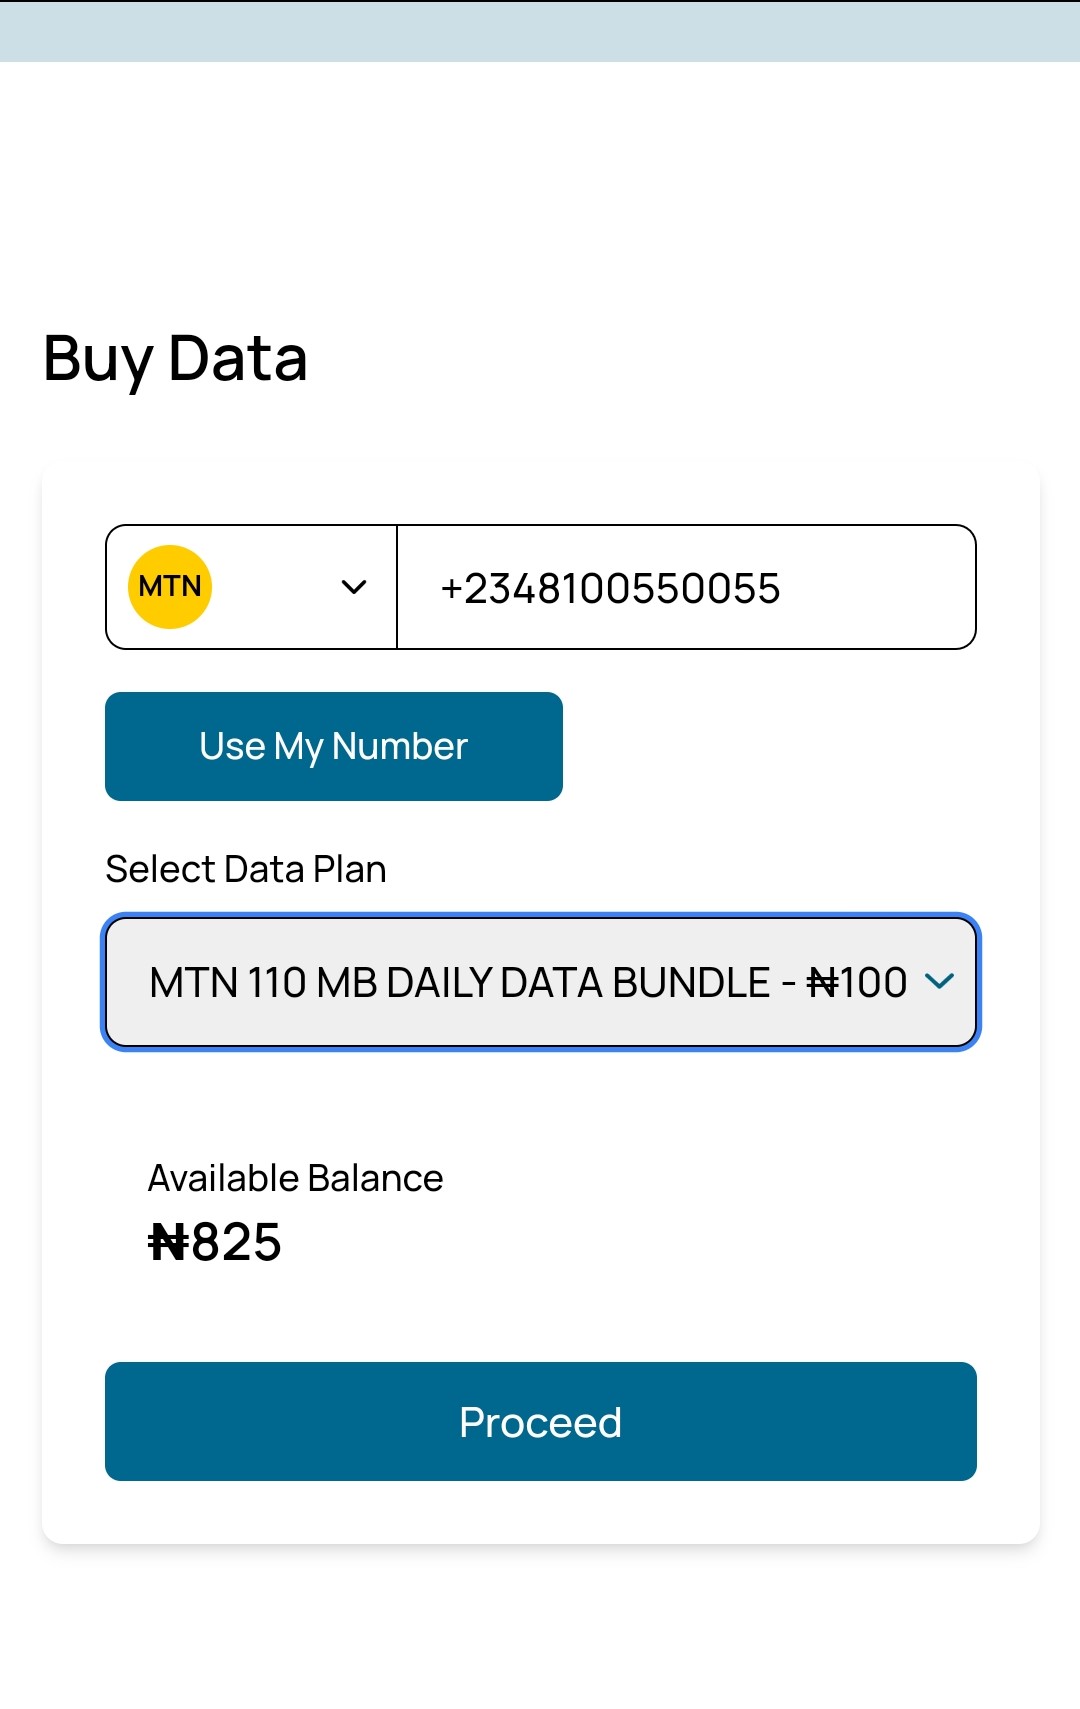 Buy Data
MTN
+2348100550055
Use My Number
Select Data Plan
MTN 110 MB DAILY DATA BUNDLE - ₦100
Available Balance
₦825
Proceed